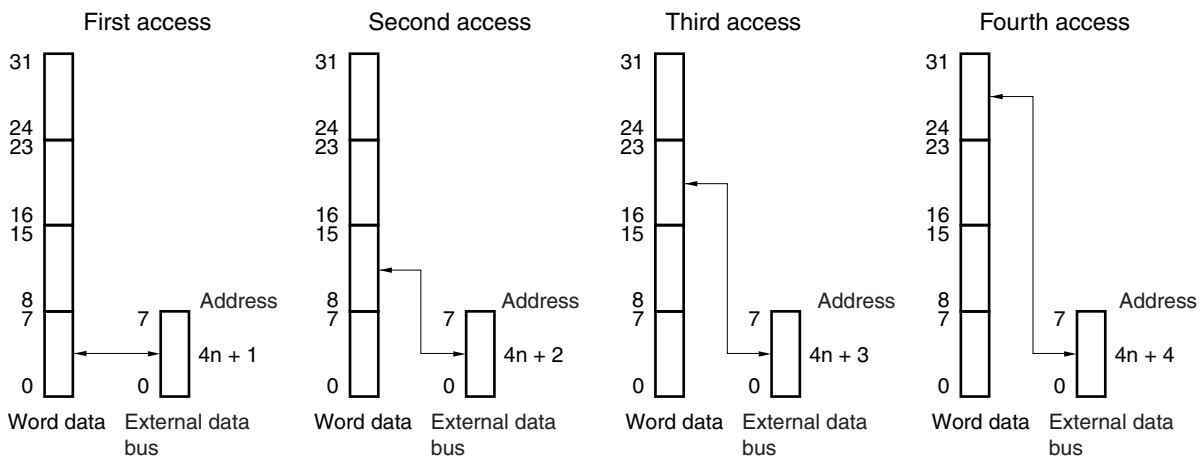 First access
31
24
23
16
15
8
7
0
7
0
Address
4n + 1
Word data
External data
bus
Second access
31
24
23
16
15
8
7
0
7
0
Address
4n + 2
Word data
External data
bus
Third access
31
24
23
16
15
8
7
0
7
0
Address
4n + 3
Word data
External data
bus
Fourth access
31
24
23
16
15
8
7
0
7
0
Address
4n + 4
Word data
External data
bus